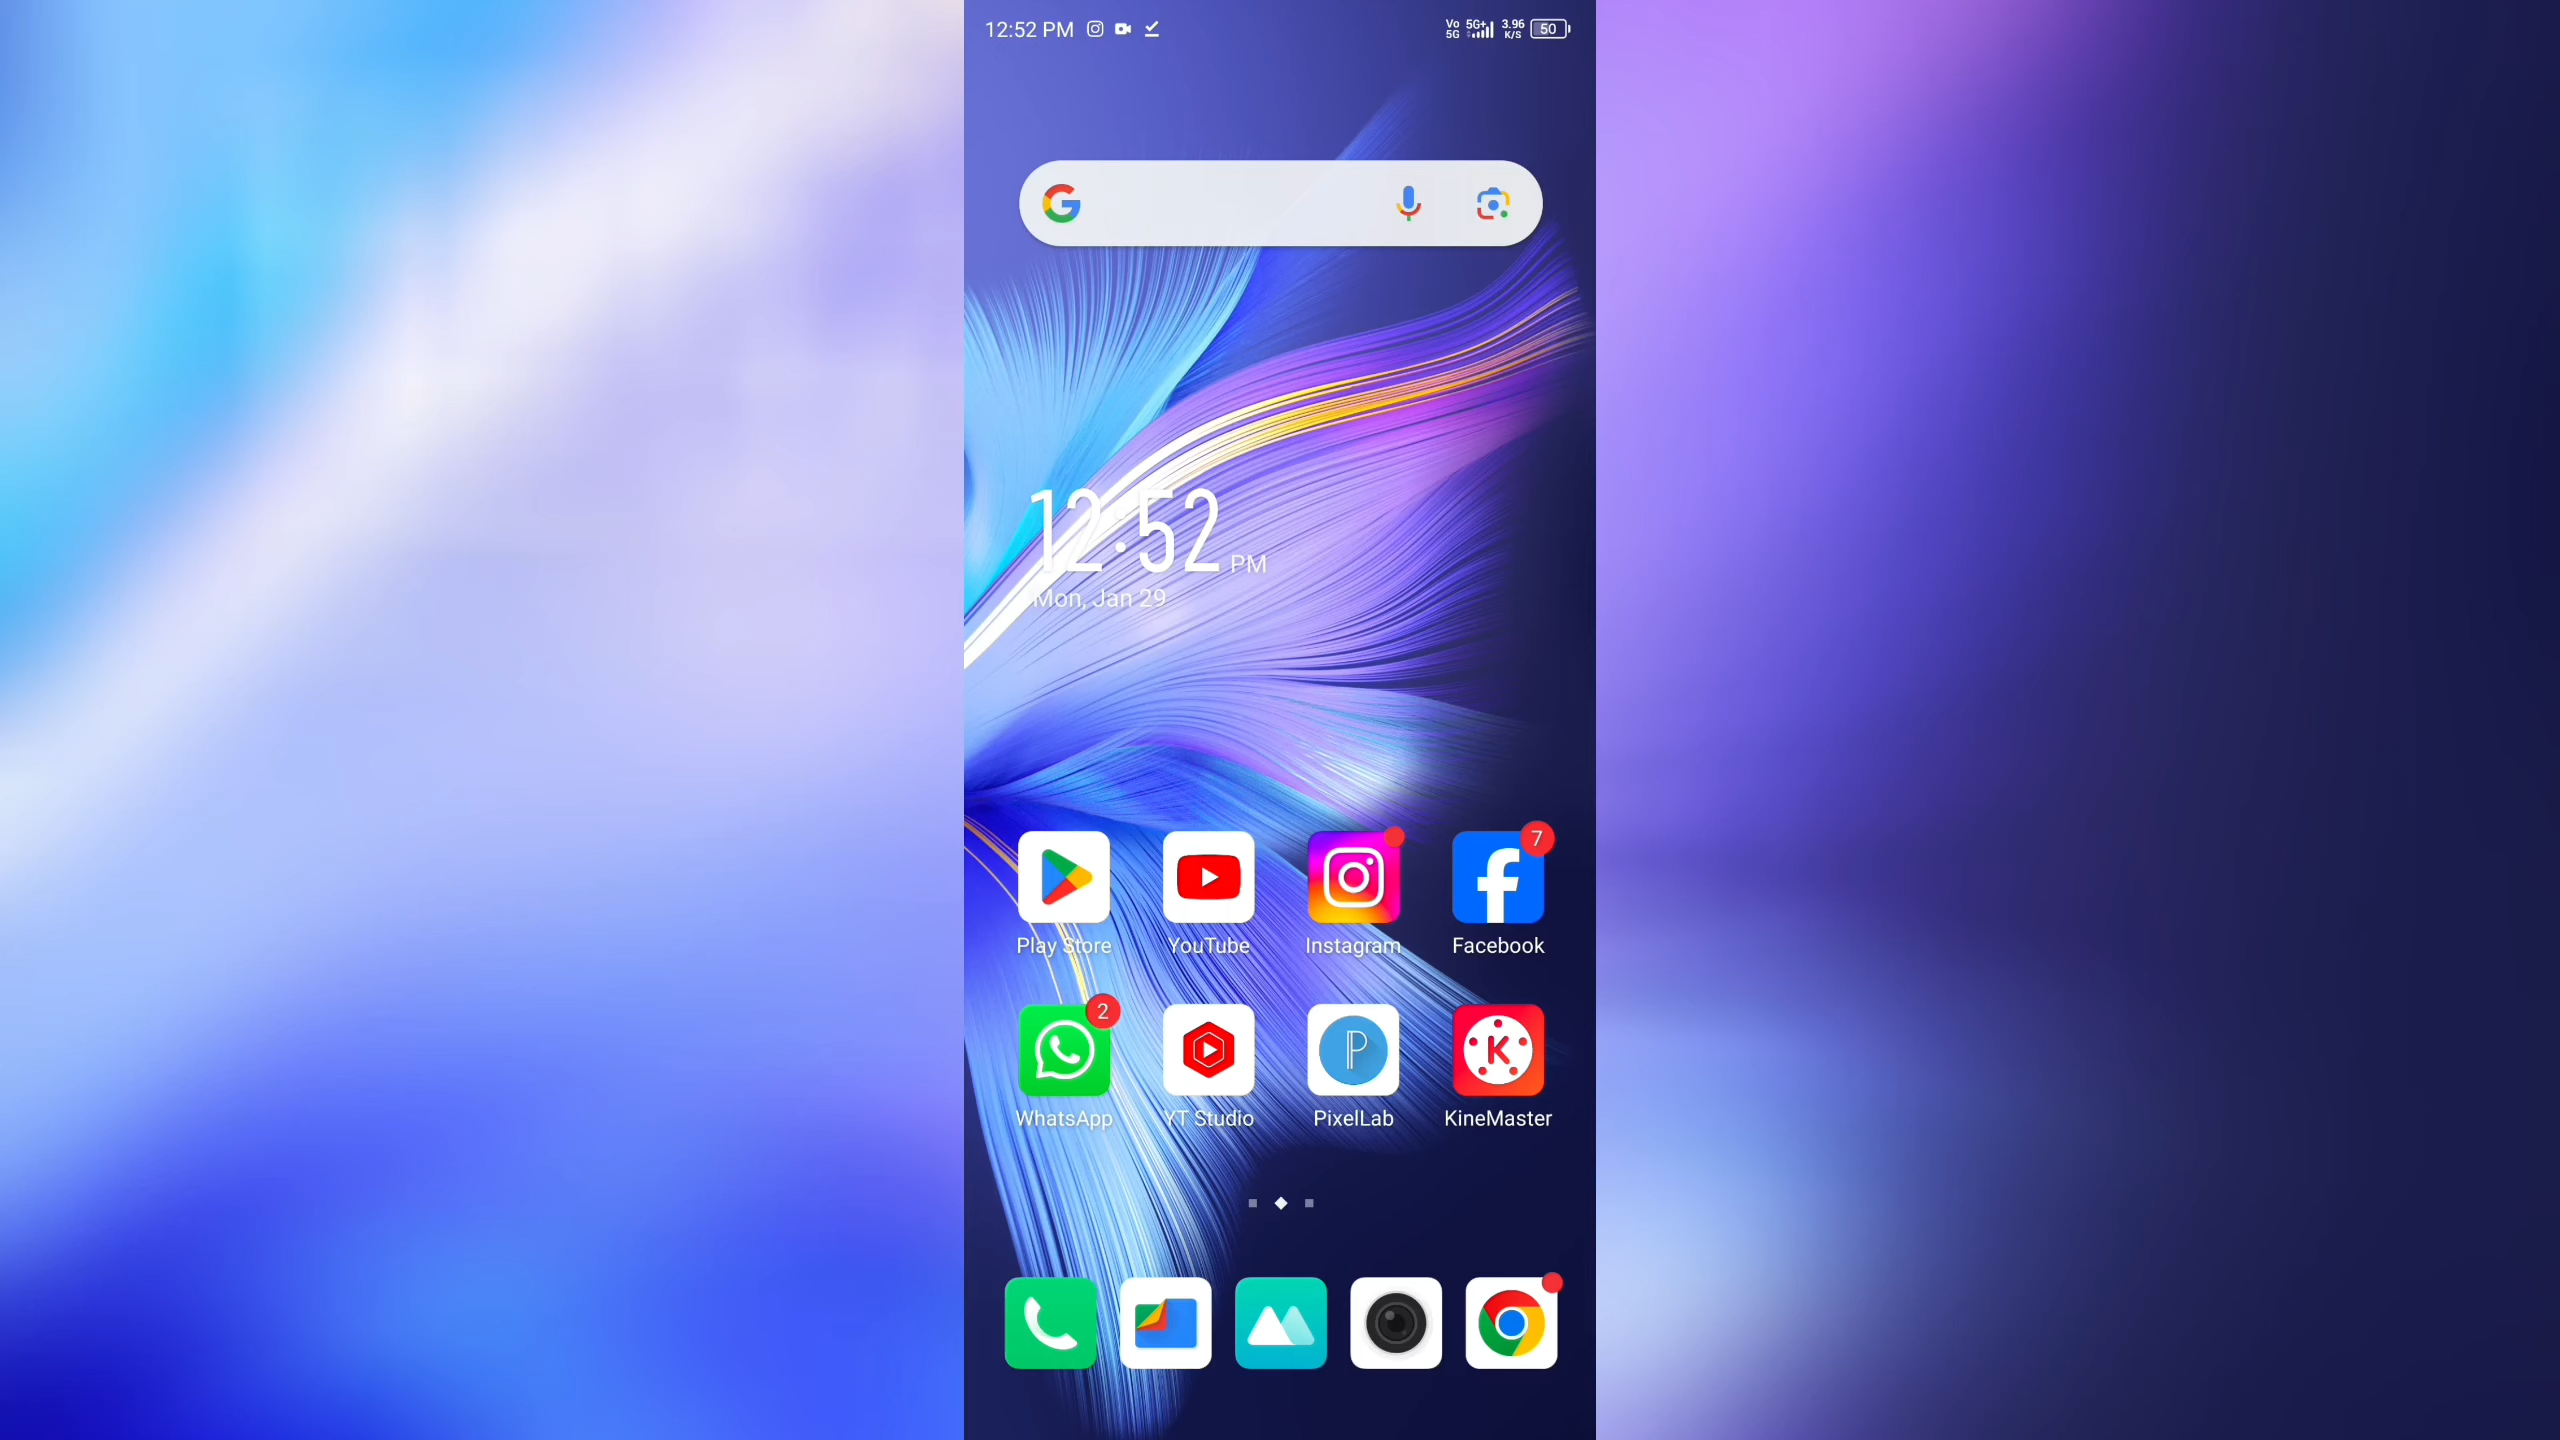 12:52 PM
Vo 5G 5G+ 3.96 K/S 50
12:52 PM
Mon, Jan 29
7
Play Store YouTube Instagram Facebook
2
WhatsApp YT Studio PixelLab KineMaster